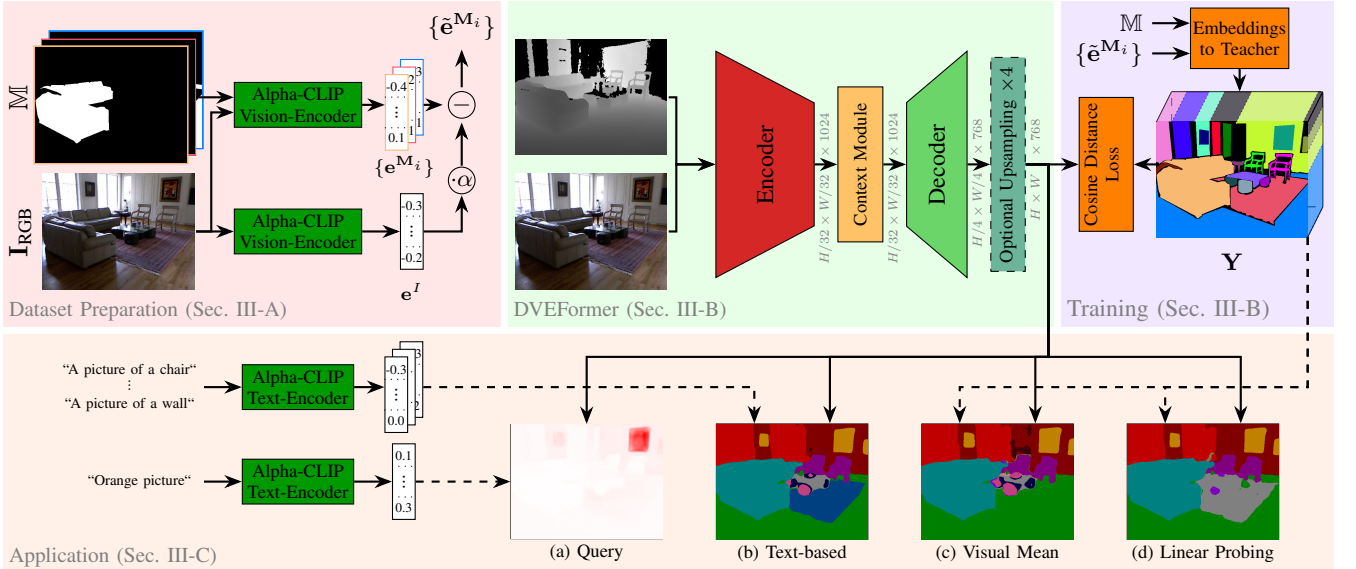 {ẽ^{M_i}}
𝕄
Alpha-CLIP
Vision-Encoder
-0.4
0.1
3
2
1
1
−
{e^{M_i}}
·α
I_RGB
Alpha-CLIP
Vision-Encoder
-0.3
-0.2
e^I
Dataset Preparation (Sec. III-A)
Encoder
H/32 × W/32 × 1024
Context Module
H/32 × W/32 × 1024
Decoder
H/4 × W/4 × 768
Optional Upsampling ×4
H × W × 768
DVEFormer (Sec. III-B)
𝕄
{ẽ^{M_i}}
Embeddings
to Teacher
Cosine Distance
Loss
Y
Training (Sec. III-B)
“A picture of a chair“
⋮
“A picture of a wall“
Alpha-CLIP
Text-Encoder
-0.3
0.0
3
2
“Orange picture“
Alpha-CLIP
Text-Encoder
0.1
0.3
(a) Query
(b) Text-based
(c) Visual Mean
(d) Linear Probing
Application (Sec. III-C)